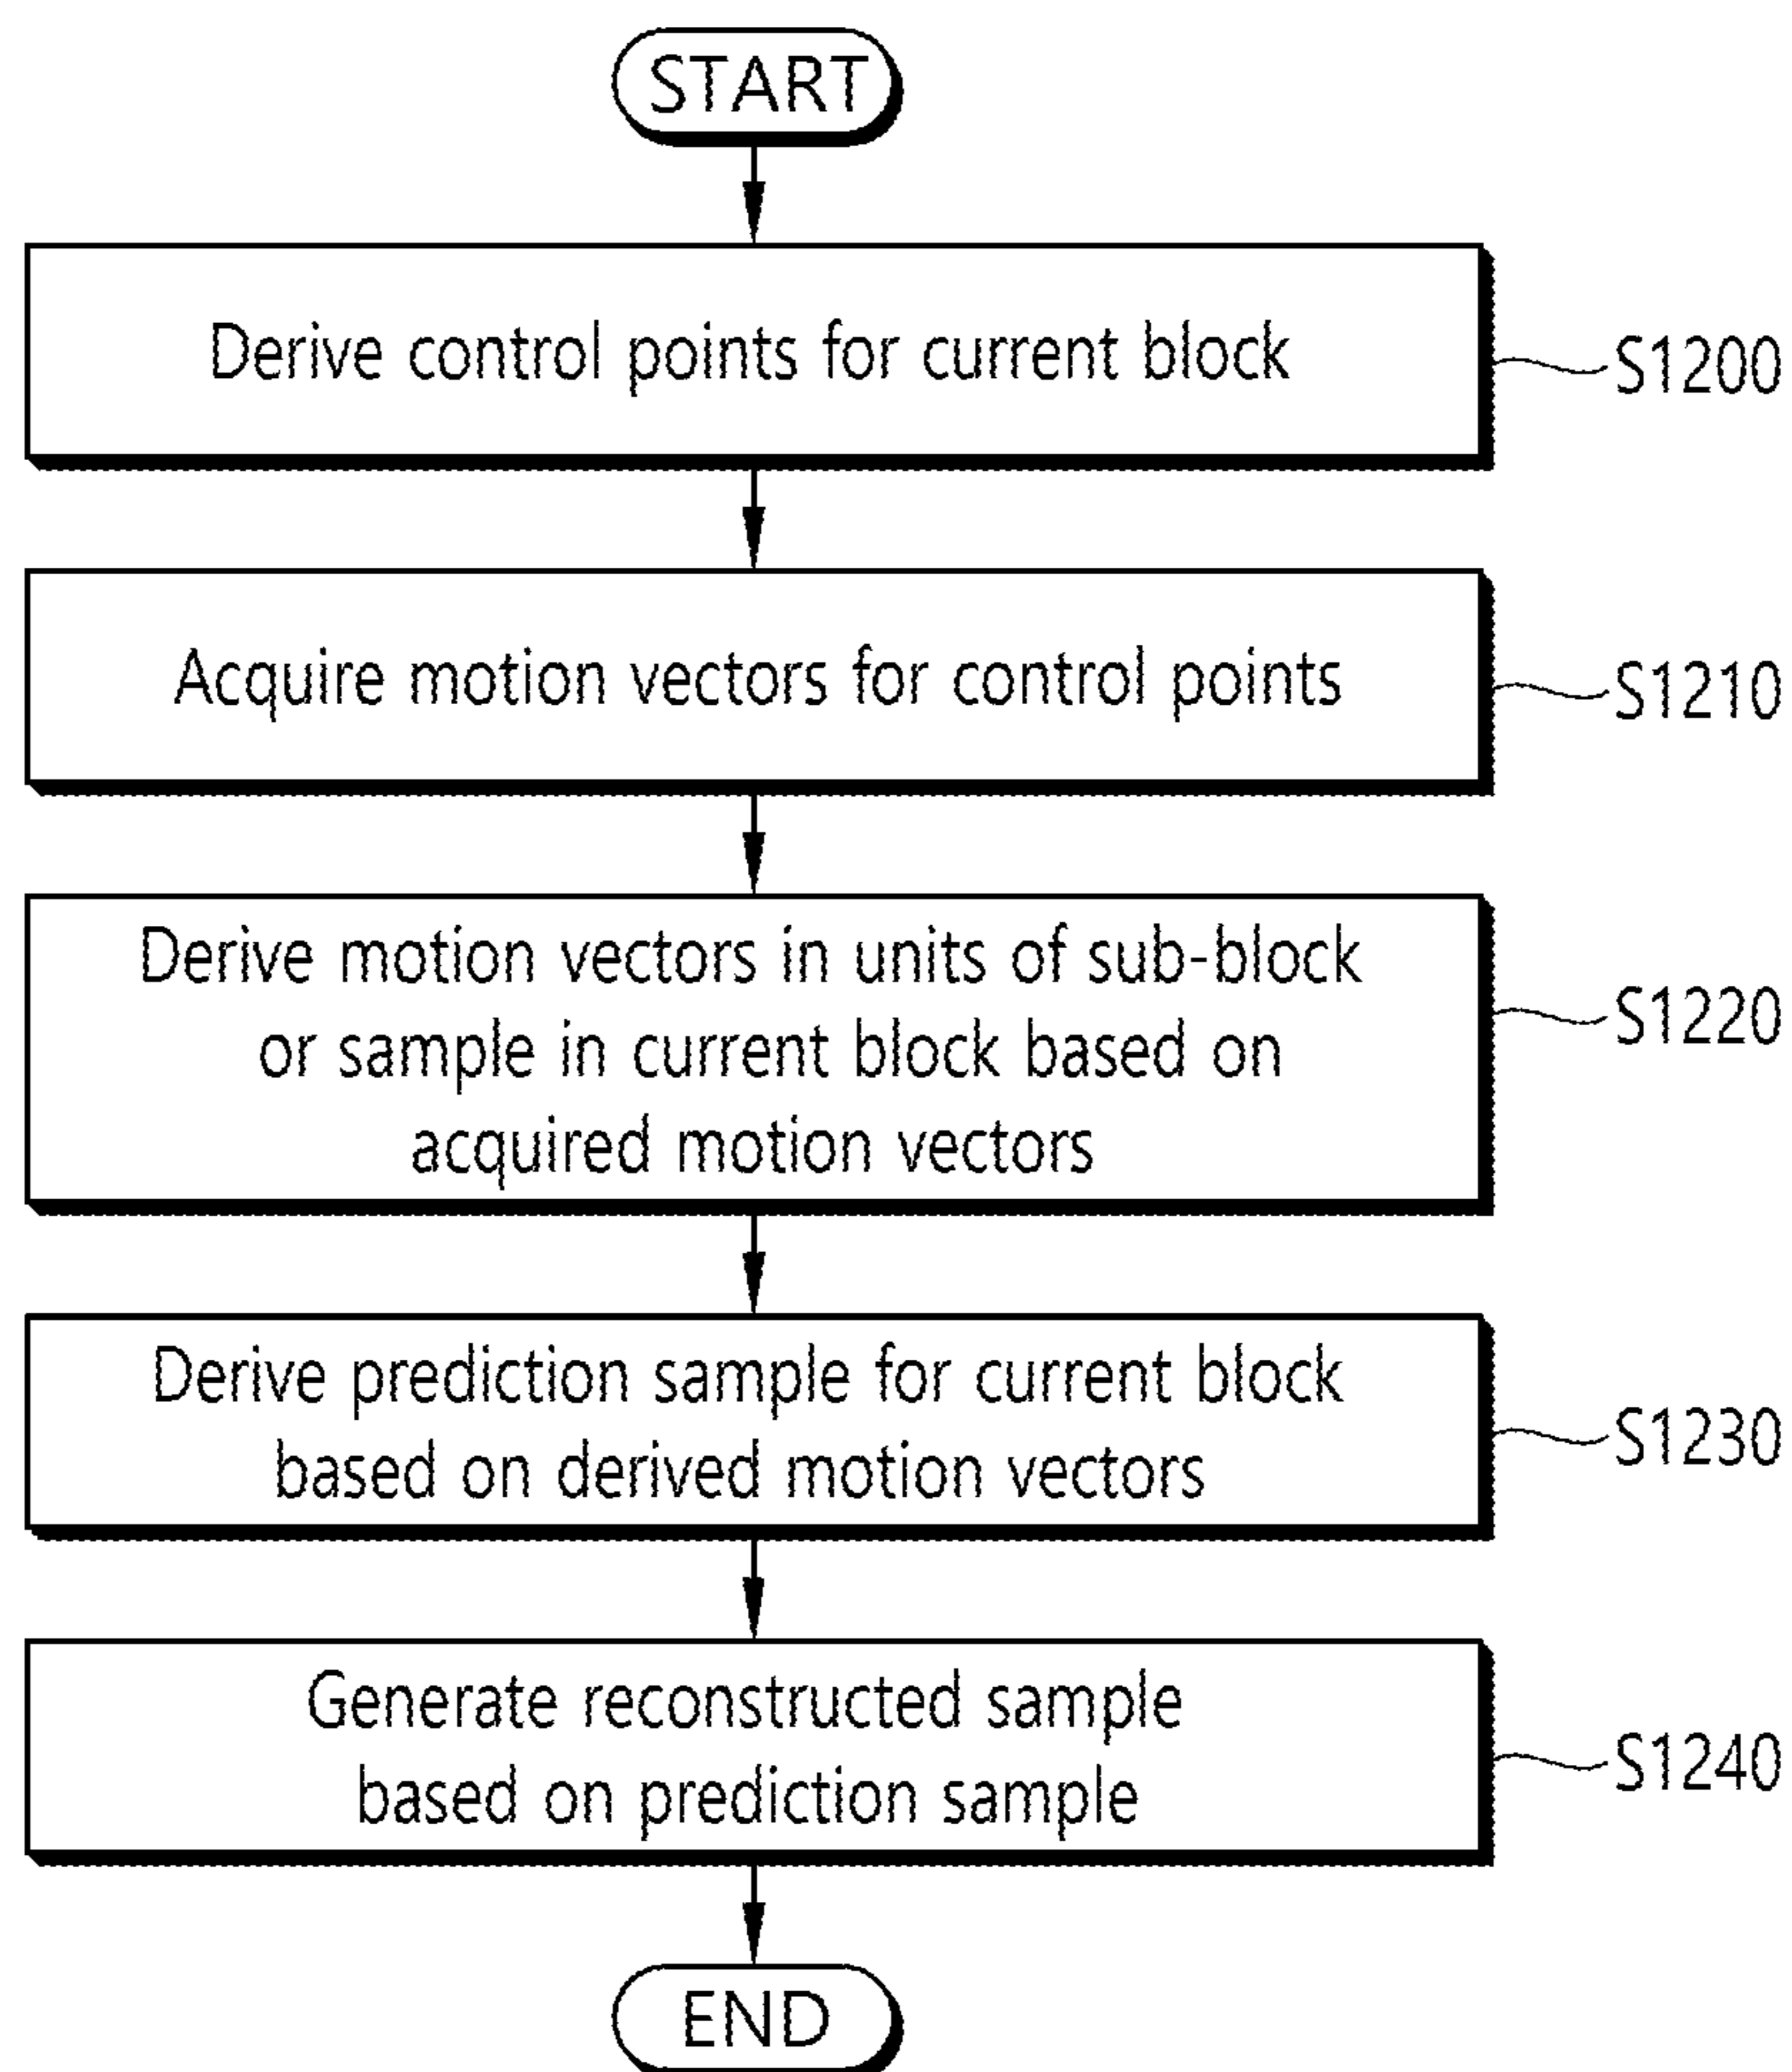 START
Derive control points for current block
S1200
Acquire motion vectors for control points
S1210
Derive motion vectors in units of sub-block
or sample in current block based on
acquired motion vectors
S1220
Derive prediction sample for current block
based on derived motion vectors
S1230
Generate reconstructed sample
based on prediction sample
S1240
END